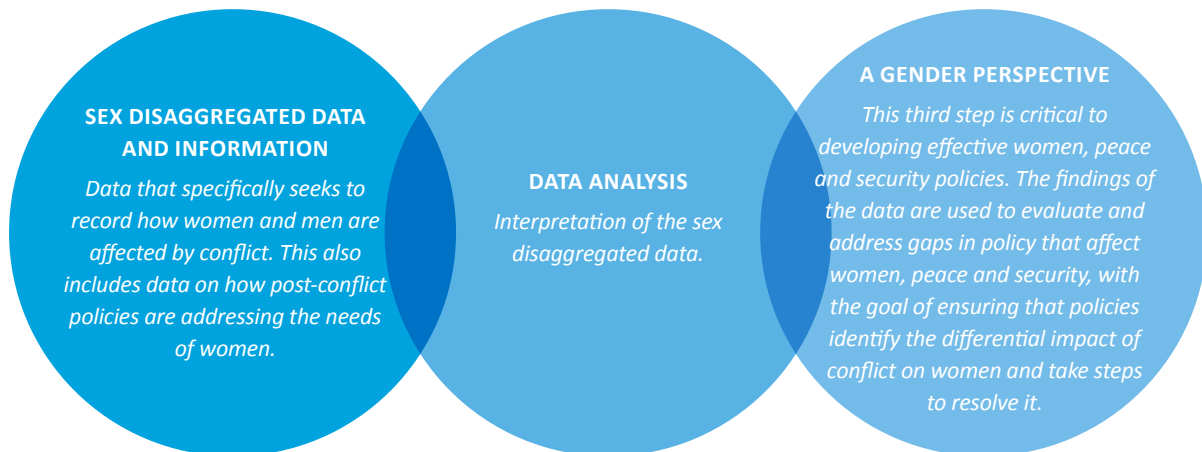 SEX DISAGGREGATED DATA
AND INFORMATION
Data that specifically seeks to
record how women and men are
affected by conflict. This also
includes data on how post-conflict
policies are addressing the needs
of women.
DATA ANALYSIS
Interpretation of the sex
disaggregated data.
A GENDER PERSPECTIVE
This third step is critical to
developing effective women, peace
and security policies. The findings of
the data are used to evaluate and
address gaps in policy that affect
women, peace and security, with
the goal of ensuring that policies
identify the differential impact of
conflict on women and take steps
to resolve it.